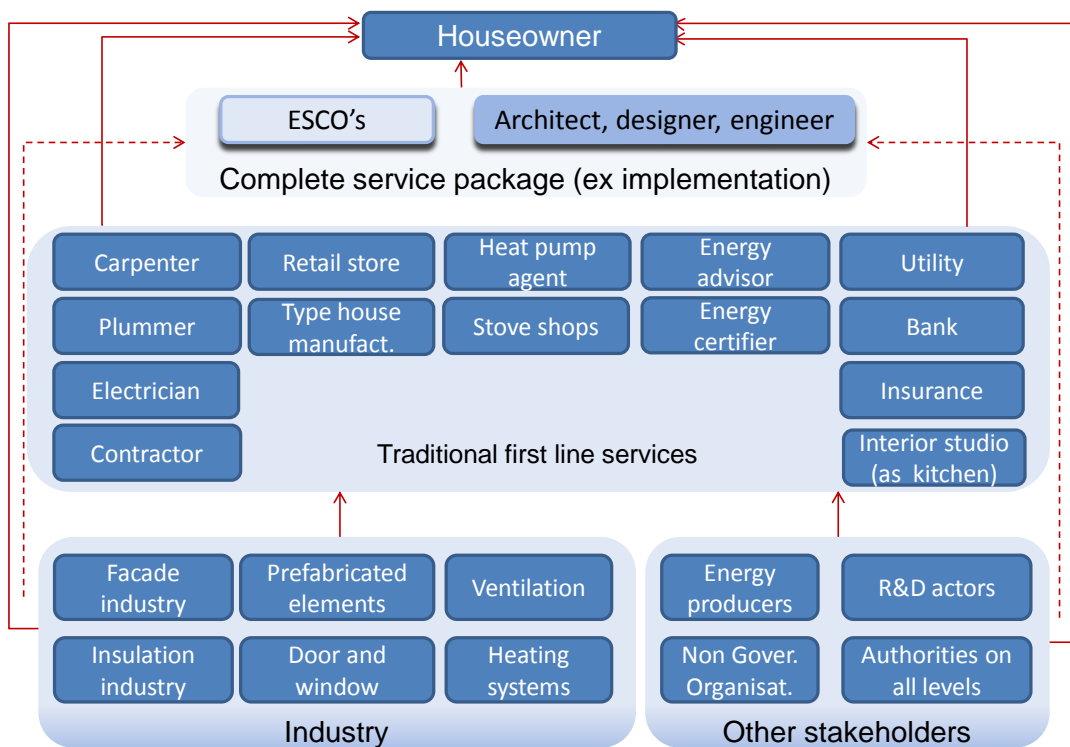 Houseowner
ESCO’s
Architect, designer, engineer
Complete service package (ex implementation)
Carpenter
Retail store
Heat pump
agent
Energy
advisor
Utility
Plummer
Type house
manufact.
Stove shops
Energy
certifier
Bank
Electrician
Insurance
Contractor
Traditional first line services
Interior studio
(as kitchen)
Facade
industry
Prefabricated
elements
Ventilation
Energy
producers
R&D actors
Insulation
industry
Door and
window
Heating
systems
Non Gover.
Organisat.
Authorities on
all levels
Industry
Other stakeholders